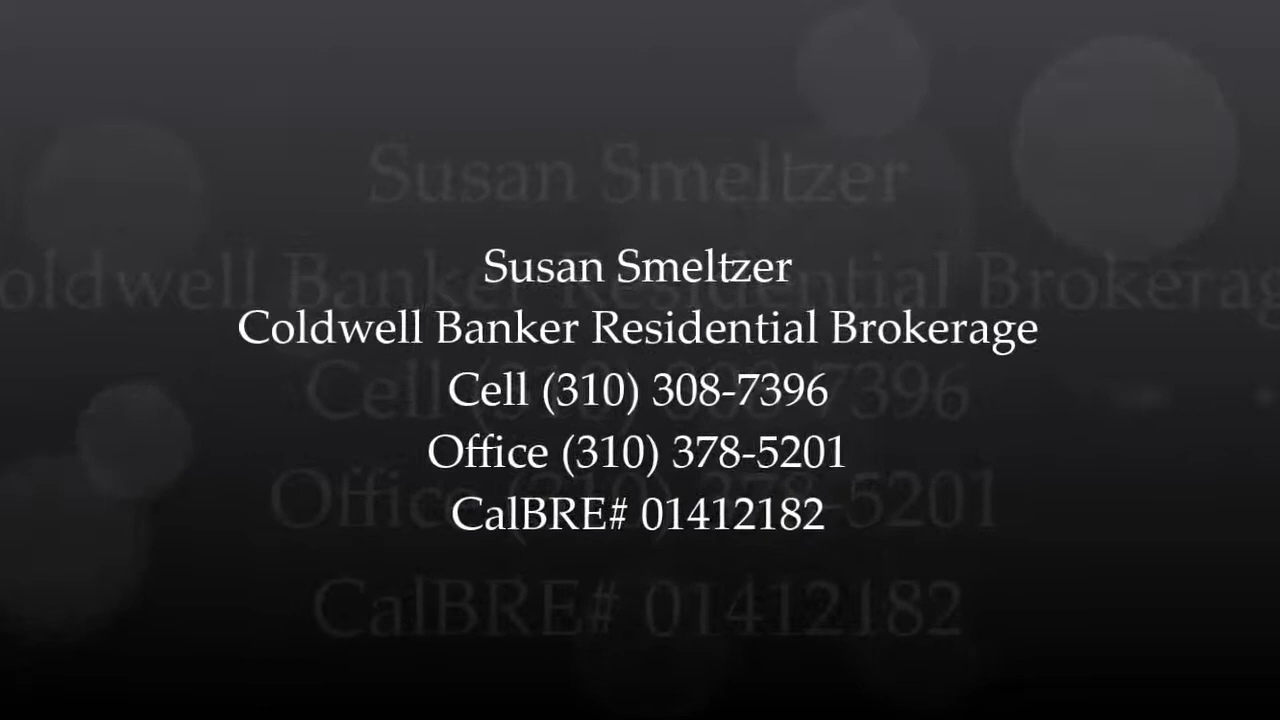 Susan Smeltzer
Coldwell Banker Residential Brokerage
Cell (310) 308-7396
Office (310) 378-5201
CalBRE# 01412182